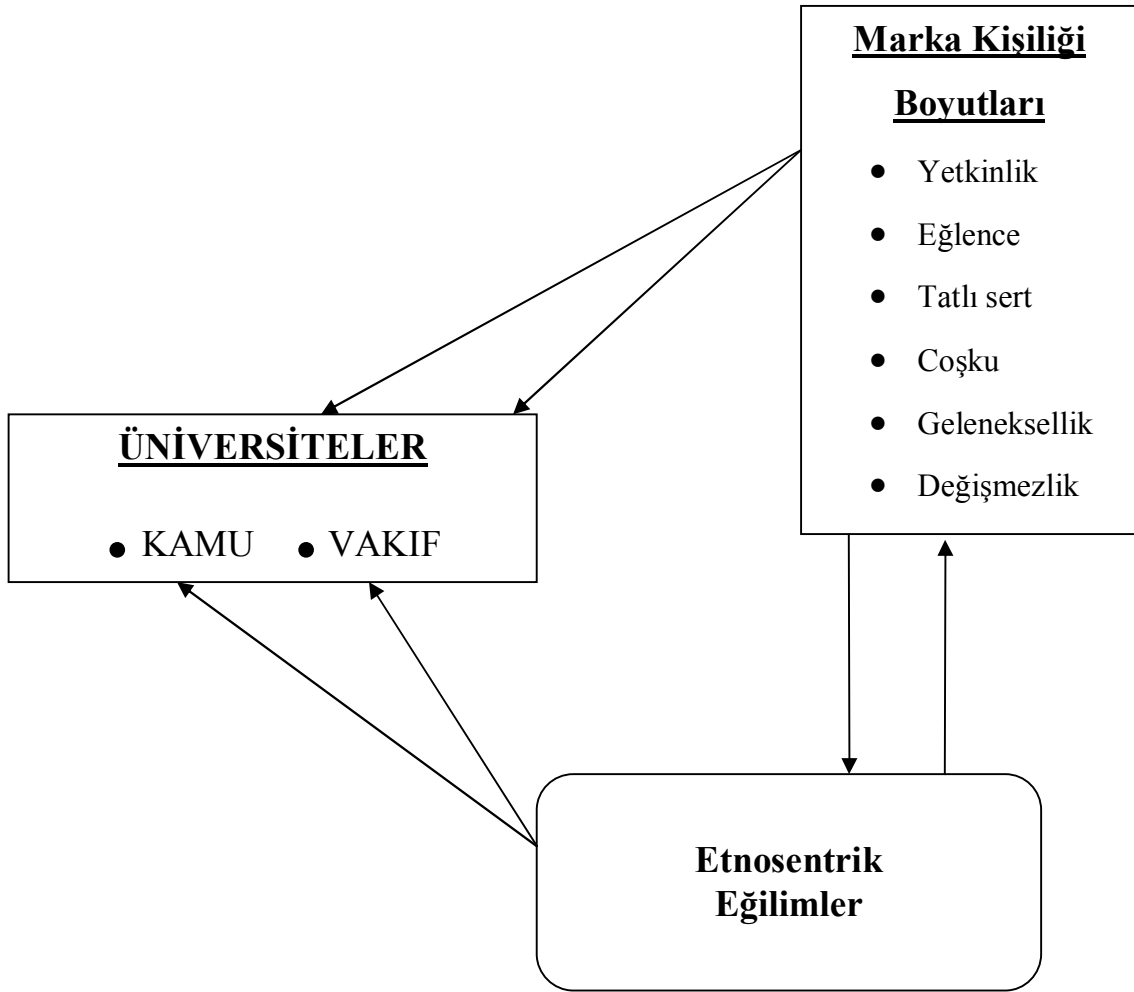 Marka Kişiliği
Boyutları
● Yetkinlik
● Eğlence
● Tatlı sert
● Coşku
● Geleneksellik
● Değişmezlik
ÜNİVERSİTELER
● KAMU ● VAKIF
Etnosentrik
Eğilimler